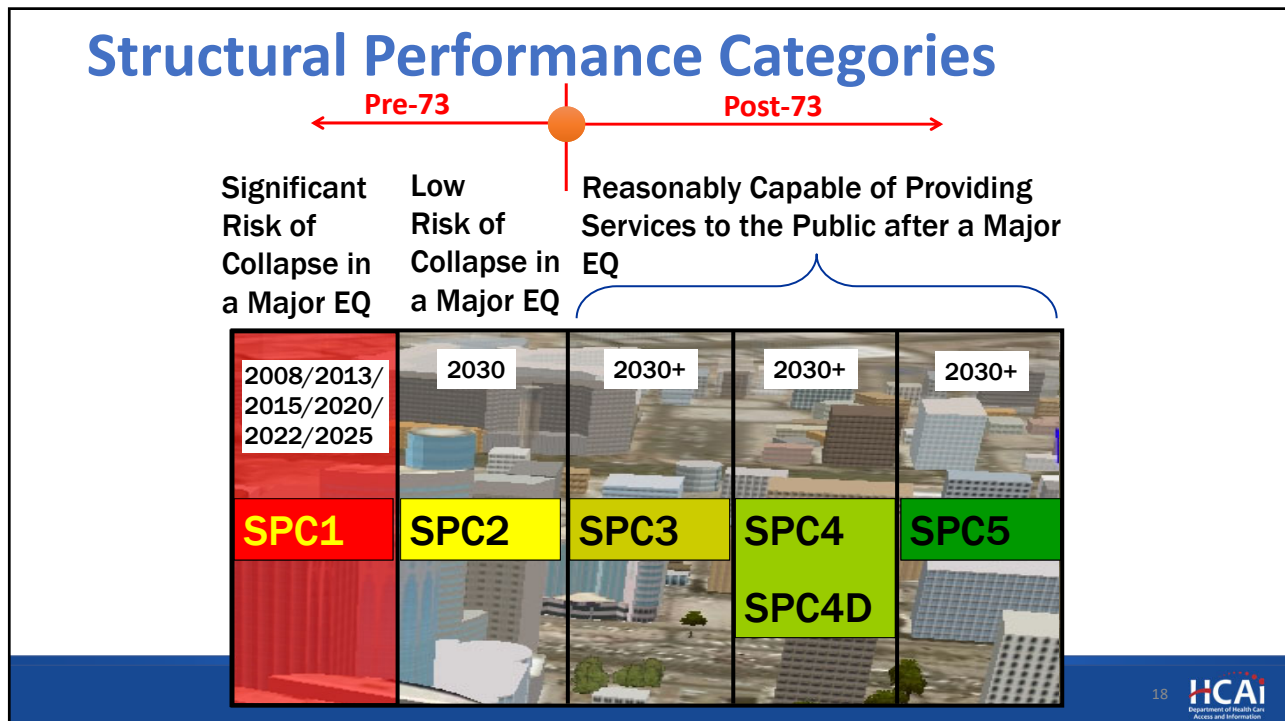 Structural Performance Categories
Pre-73
Post-73
Significant
Risk of
Collapse in
a Major EQ
Low
Risk of
Collapse in
a Major EQ
Reasonably Capable of Providing
Services to the Public after a Major
EQ
2008/2013/
2015/2020/
2022/2025
2030
2030+
2030+
2030+
SPC1
SPC2
SPC3
SPC4
SPC4D
SPC5
18
HCAi
Department of Health Care
Access and Information